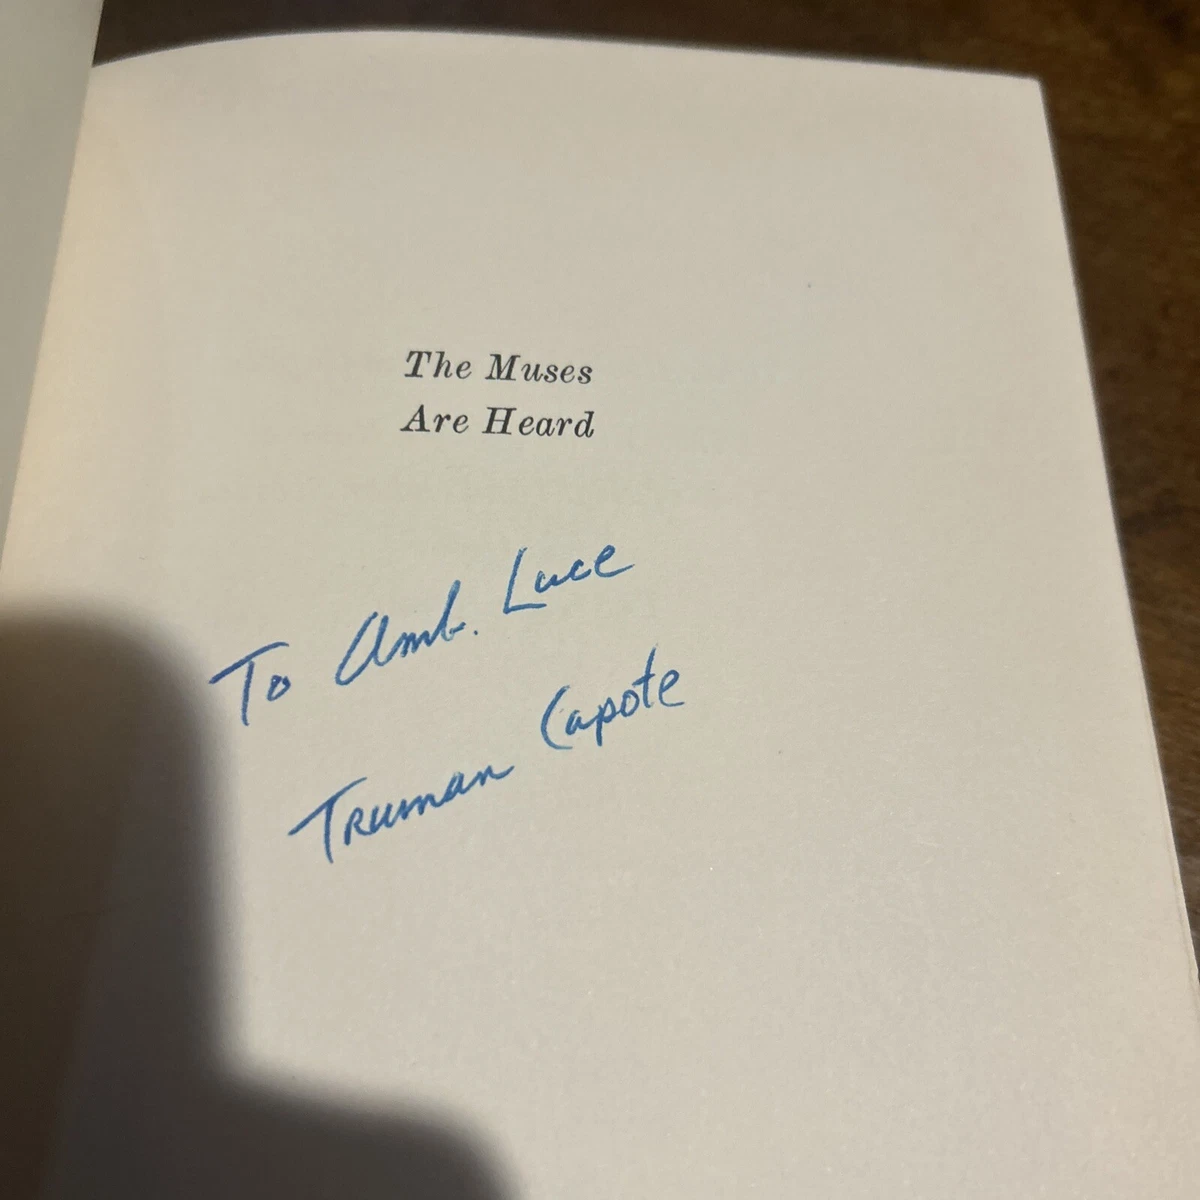 The Muses
Are Heard
To Amb. Luce
Truman Capote